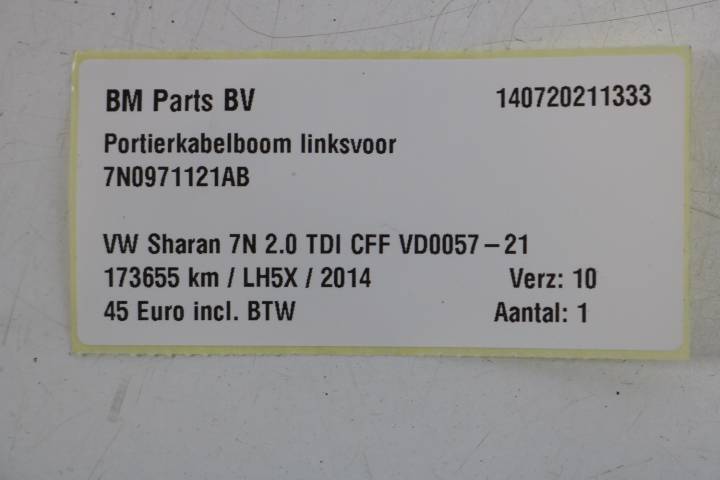 BM Parts BV 140720211333
Portierkabelboom linksvoor
7N0971121AB
VW Sharan 7N 2.0 TDI CFF VD0057-21
173655 km / LH5X / 2014 Verz: 10
45 Euro incl. BTW Aantal: 1